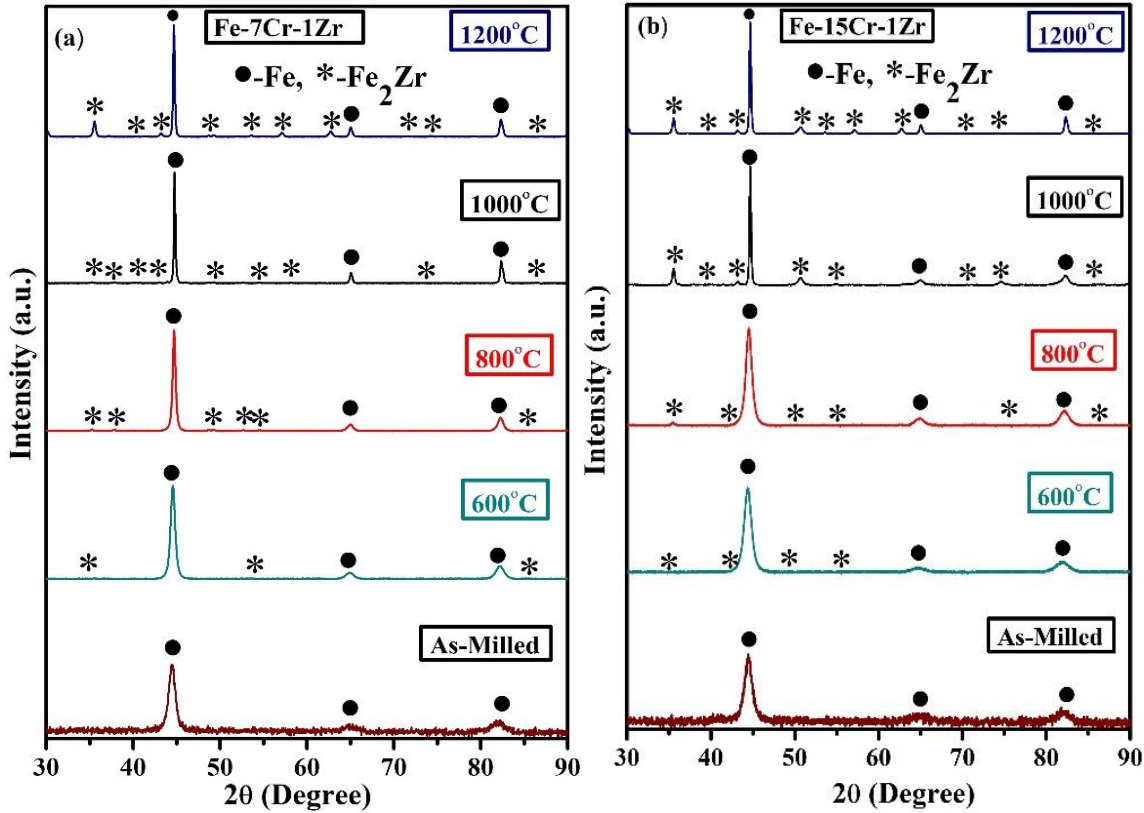 (a)
Fe-7Cr-1Zr
1200°C
●-Fe, *-Fe₂Zr
1000°C
800°C
600°C
As-Milled
Intensity (a.u.)
30 40 50 60 70 80 90
2θ (Degree)
(b)
Fe-15Cr-1Zr
1200°C
●-Fe, *-Fe₂Zr
1000°C
800°C
600°C
As-Milled
Intensity (a.u.)
30 40 50 60 70 80 90
2θ (Degree)